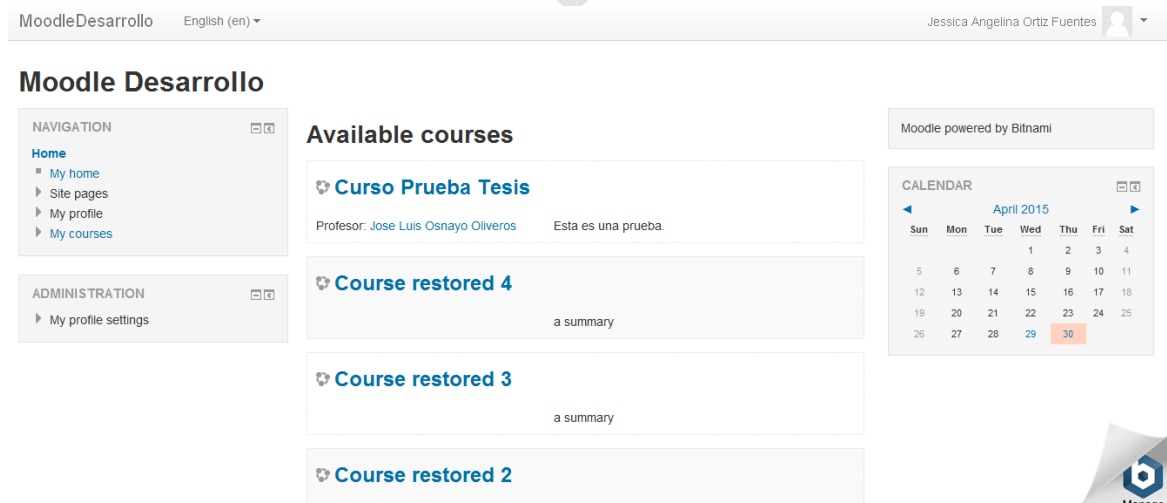 MoodleDesarrollo English (en)
Jessica Angelina Ortiz Fuentes
Moodle Desarrollo
NAVIGATION
Home
My home
Site pages
My profile
My courses
ADMINISTRATION
My profile settings
Available courses
Curso Prueba Tesis
Profesor: Jose Luis Osnayo Oliveros Esta es una prueba.
Course restored 4
a summary
Course restored 3
a summary
Course restored 2
Moodle powered by Bitnami
CALENDAR
April 2015
Sun Mon Tue Wed Thu Fri Sat
1 2 3 4
5 6 7 8 9 10 11
12 13 14 15 16 17 18
19 20 21 22 23 24 25
26 27 28 29 30